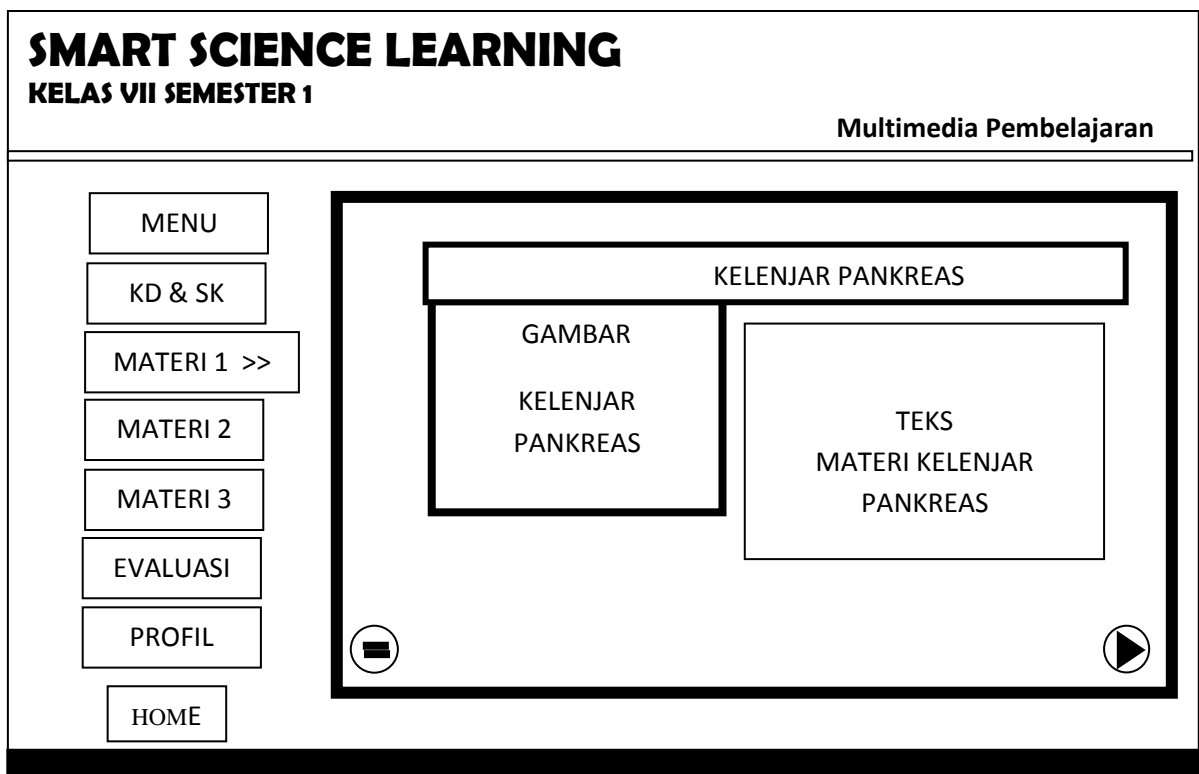 SMART SCIENCE LEARNING
KELAS VII SEMESTER 1
Multimedia Pembelajaran
MENU
KD & SK
MATERI 1 >>
MATERI 2
MATERI 3
EVALUASI
PROFIL
HOME
KELENJAR PANKREAS
GAMBAR
KELENJAR
PANKREAS
TEKS
MATERI KELENJAR
PANKREAS